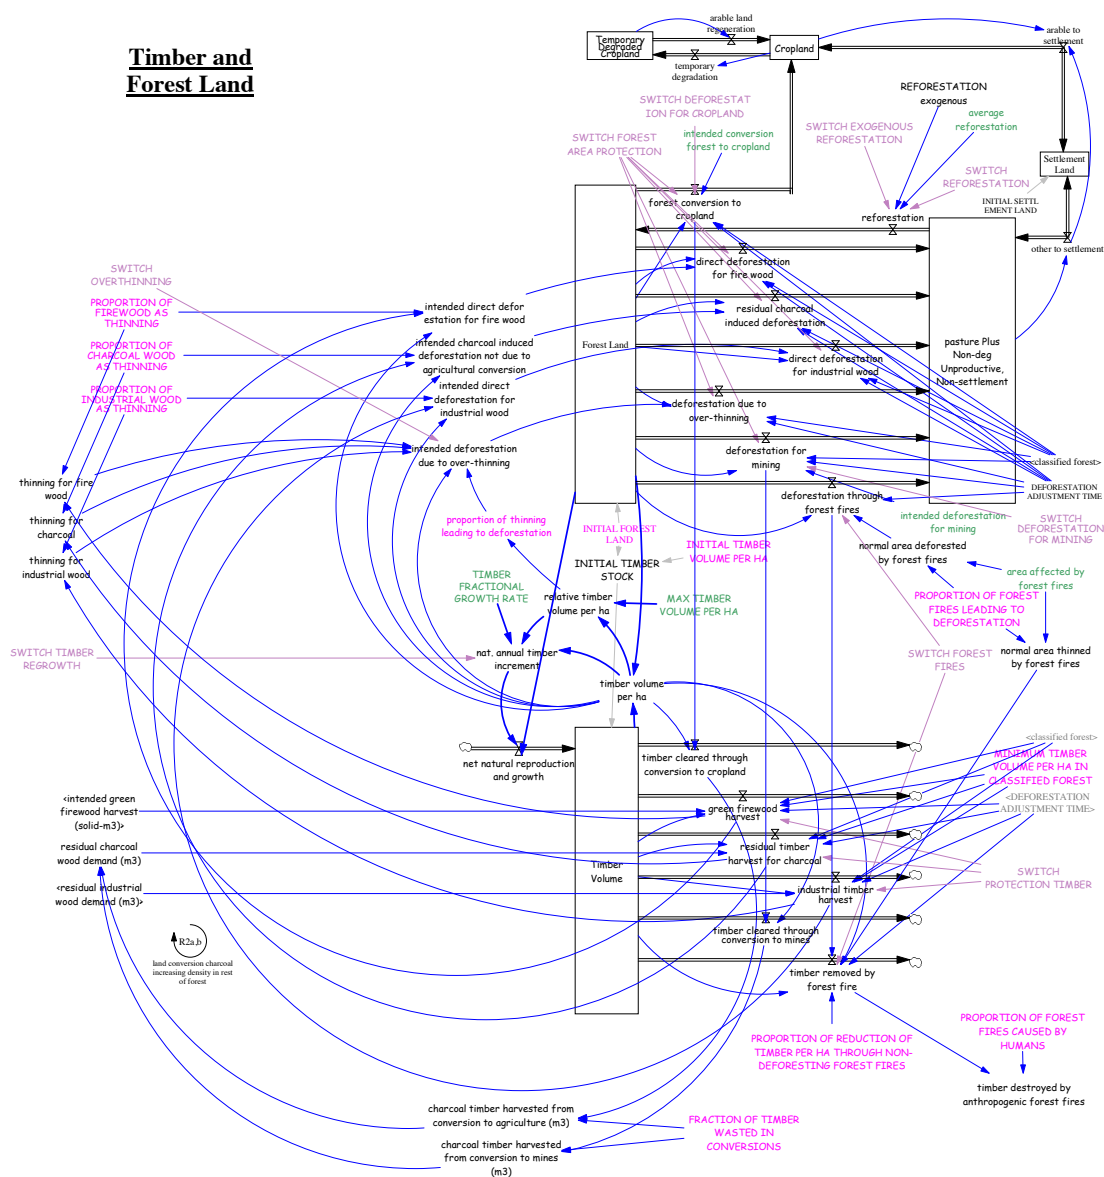 Timber and
Forest Land
arable land
regeneration
Temporary
Degraded
Cropland
Cropland
arable to
settlement
temporary
degradation
SWITCH DEFORESTAT
ION FOR CROPLAND
REFORESTATION
exogenous
average
reforestation
SWITCH EXOGENOUS
REFORESTATION
intended conversion
forest to cropland
SWITCH FOREST
AREA PROTECTION
Settlement
Land
SWITCH
REFORESTATION
INITIAL SETTL
EMENT LAND
forest conversion to
cropland
reforestation
other to settlement
SWITCH
OVERTHINNING
direct deforestation
for fire wood
PROPORTION OF
FIREWOOD AS
THINNING
intended direct defor
estation for fire wood
residual charcoal
induced deforestation
PROPORTION OF
CHARCOAL WOOD
AS THINNING
intended charcoal induced
deforestation not due to
agricultural conversion
Forest Land
pasture Plus
Non-deg
Unproductive,
Non-settlement
direct deforestation
for industrial wood
PROPORTION OF
INDUSTRIAL WOOD
AS THINNING
intended direct
deforestation for
industrial wood
deforestation due to
over-thinning
intended deforestation
due to over-thinning
deforestation for
mining
<classified forest>
DEFORESTATION
ADJUSTMENT TIME
thinning for fire
wood
deforestation through
forest fires
thinning for
charcoal
proportion of thinning
leading to deforestation
INITIAL FOREST
LAND
intended deforestation
for mining
SWITCH
DEFORESTATION
FOR MINING
thinning for
industrial wood
INITIAL TIMBER
VOLUME PER HA
INITIAL TIMBER
STOCK
normal area deforested
by forest fires
area affected by
forest fires
TIMBER
FRACTIONAL
GROWTH RATE
relative timber
volume per ha
MAX TIMBER
VOLUME PER HA
PROPORTION OF FOREST
FIRES LEADING TO
DEFORESTATION
SWITCH TIMBER
REGROWTH
nat. annual timber
increment
SWITCH FOREST
FIRES
normal area thinned
by forest fires
timber volume
per ha
net natural reproduction
and growth
timber cleared through
conversion to cropland
<classified forest>
MINIMUM TIMBER
VOLUME PER HA IN
CLASSIFIED FOREST
<DEFORESTATION
ADJUSTMENT TIME>
<intended green
firewood harvest
(solid-m3)>
green firewood
harvest
residual charcoal
wood demand (m3)
residual timber
harvest for charcoal
Timber
Volume
SWITCH
PROTECTION TIMBER
<residual industrial
wood demand (m3)>
industrial timber
harvest
R2a,b
land conversion charcoal
increasing density in rest
of forest
timber cleared through
conversion to mines
timber removed by
forest fire
PROPORTION OF REDUCTION OF
TIMBER PER HA THROUGH NON-
DEFORESTING FOREST FIRES
PROPORTION OF FOREST
FIRES CAUSED BY
HUMANS
timber destroyed by
anthropogenic forest fires
charcoal timber harvested from
conversion to agriculture (m3)
FRACTION OF TIMBER
WASTED IN
CONVERSIONS
charcoal timber harvested
from conversion to mines
(m3)